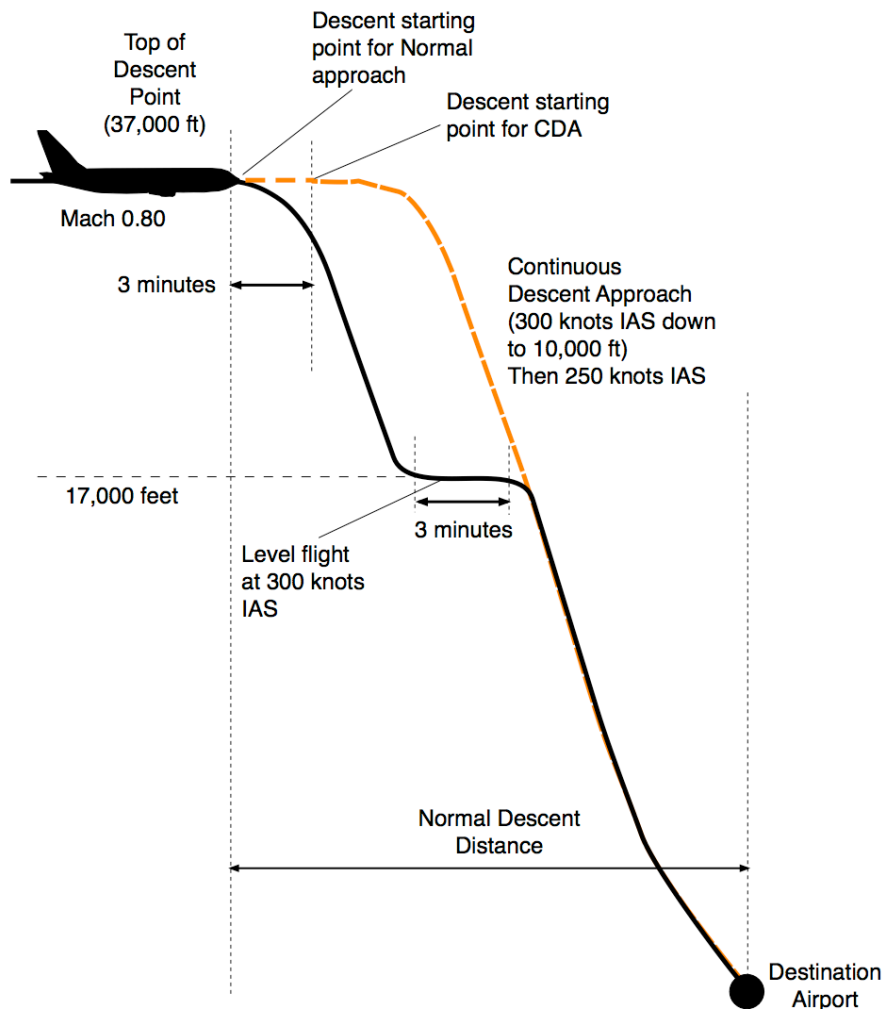 Top of
Descent
Point
(37,000 ft)
Descent starting
point for Normal
approach
Descent starting
point for CDA
Mach 0.80
3 minutes
Continuous
Descent Approach
(300 knots IAS down
to 10,000 ft)
Then 250 knots IAS
17,000 feet
3 minutes
Level flight
at 300 knots
IAS
Normal Descent
Distance
Destination
Airport